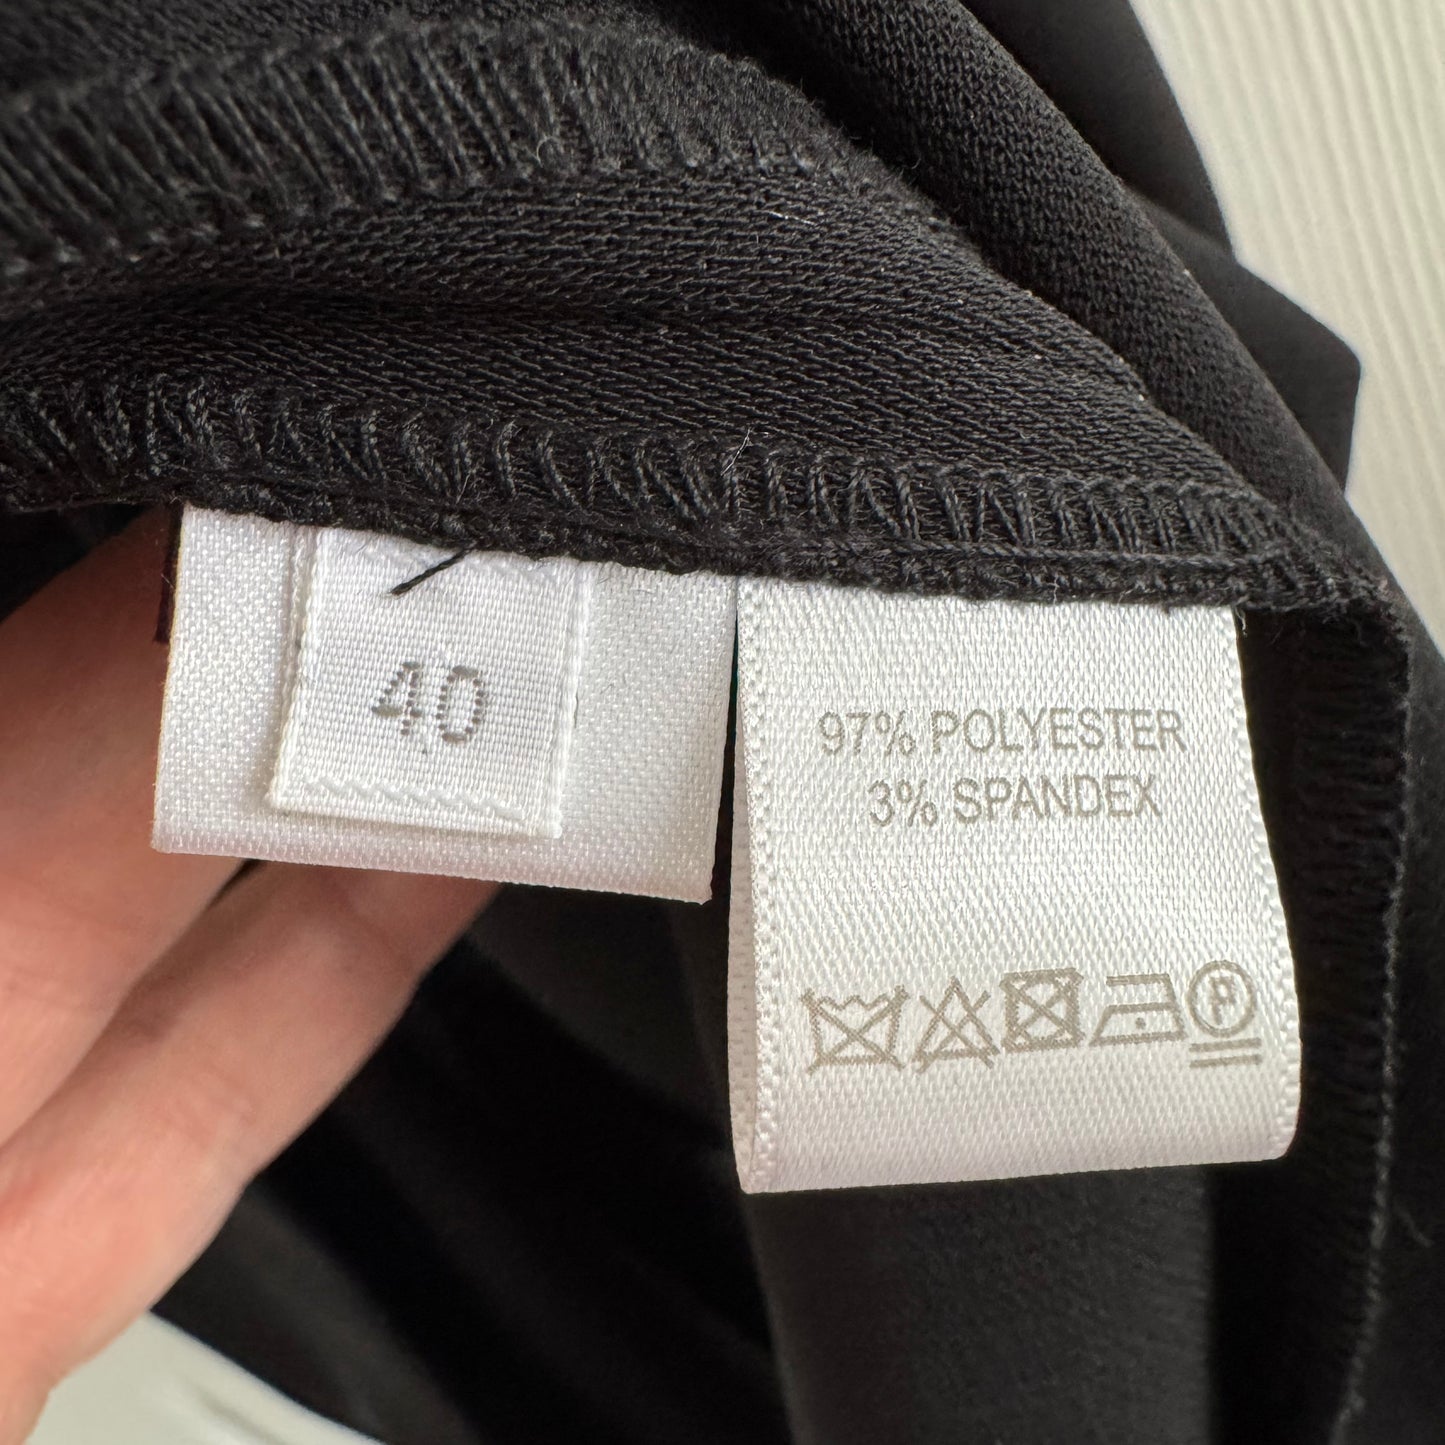 40
97% POLYESTER
3% SPANDEX
P